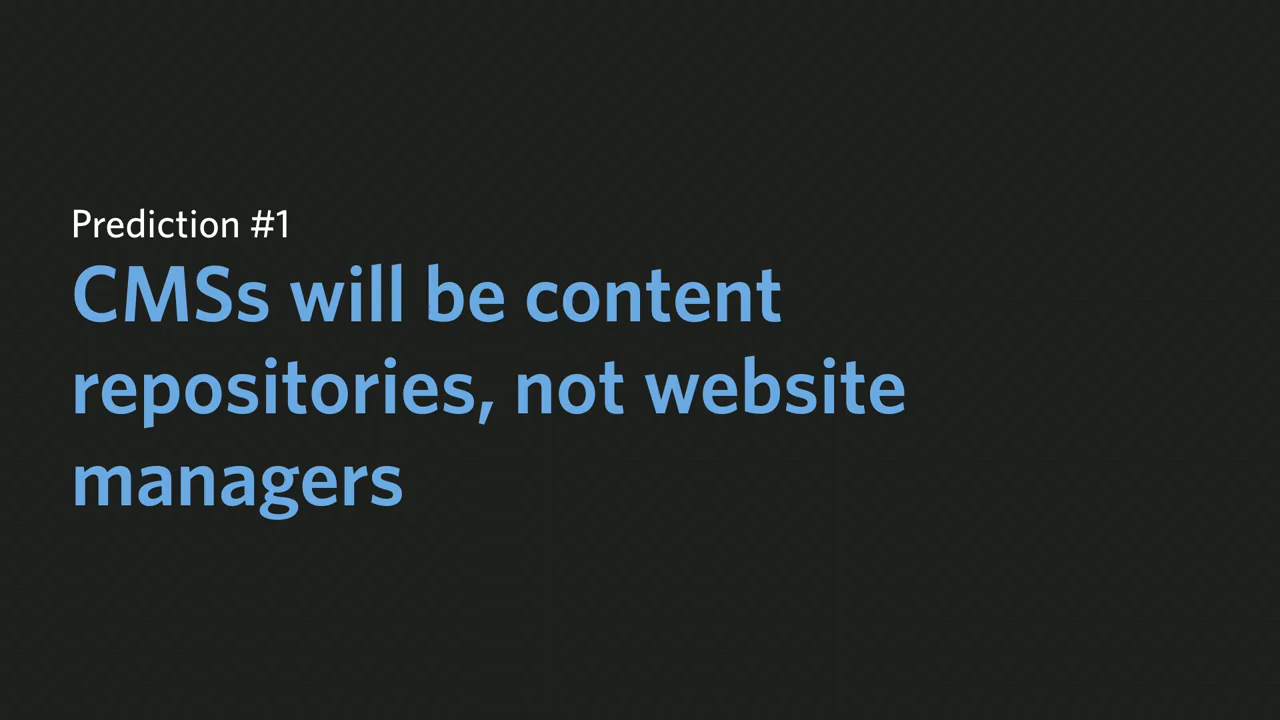 Prediction #1
CMSs will be content
repositories, not website
managers